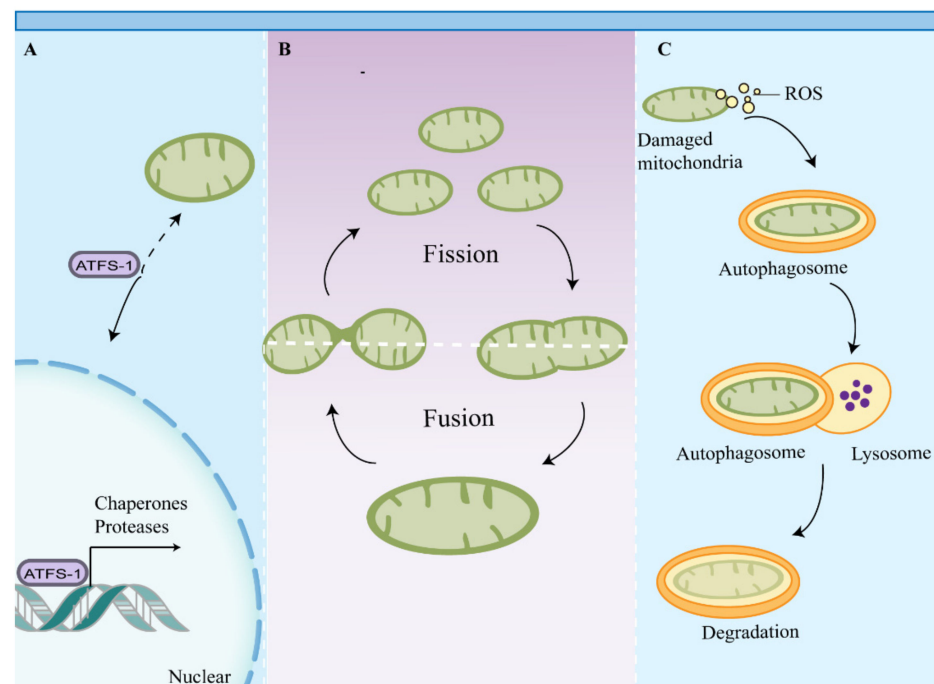 A
ATFS-1
Chaperones
Proteases
ATFS-1
Nuclear
B
-
Fission
Fusion
C
ROS
Damaged
mitochondria
Autophagosome
Autophagosome
Lysosome
Degradation